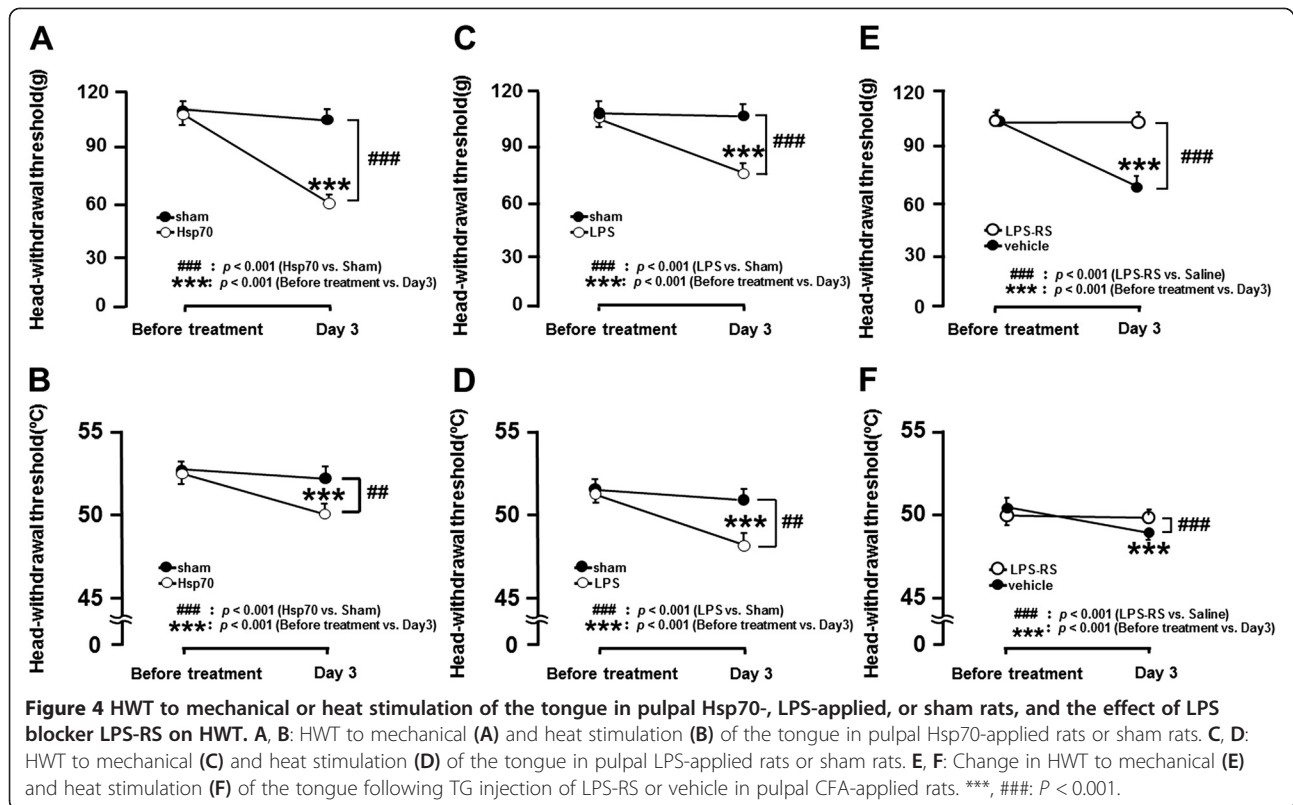 A
Head-withdrawal threshold(g)
120
90
60
30
0
***
###
sham
Hsp70
### : p < 0.001 (Hsp70 vs. Sham)
***: p < 0.001 (Before treatment vs. Day3)
Before treatment Day 3
C
Head-withdrawal threshold(g)
120
90
60
30
0
***
###
sham
LPS
### : p < 0.001 (LPS vs. Sham)
***: p < 0.001 (Before treatment vs. Day3)
Before treatment Day 3
E
Head-withdrawal threshold(g)
120
90
60
30
0
***
###
LPS-RS
vehicle
### : p < 0.001 (LPS-RS vs. Saline)
*** : p < 0.001 (Before treatment vs. Day3)
Before treatment Day 3
B
Head-withdrawal threshold(ºC)
55
50
45
0
***
##
sham
Hsp70
### : p < 0.001 (Hsp70 vs. Sham)
***: p < 0.001 (Before treatment vs. Day3)
Before treatment Day 3
D
Head-withdrawal threshold(ºC)
55
50
45
0
***
##
sham
LPS
### : p < 0.001 (LPS vs. Sham)
***: p < 0.001 (Before treatment vs. Day3)
Before treatment Day 3
F
Head-withdrawal threshold(ºC)
55
50
45
0
###
***
LPS-RS
vehicle
### : p < 0.001 (LPS-RS vs. Saline)
***: p < 0.001 (Before treatment vs. Day3)
Before treatment Day 3
Figure 4 HWT to mechanical or heat stimulation of the tongue in pulpal Hsp70-, LPS-applied, or sham rats, and the effect of LPS
blocker LPS-RS on HWT. A, B: HWT to mechanical (A) and heat stimulation (B) of the tongue in pulpal Hsp70-applied rats or sham rats. C, D:
HWT to mechanical (C) and heat stimulation (D) of the tongue in pulpal LPS-applied rats or sham rats. E, F: Change in HWT to mechanical (E)
and heat stimulation (F) of the tongue following TG injection of LPS-RS or vehicle in pulpal CFA-applied rats. ***, ###: P < 0.001.